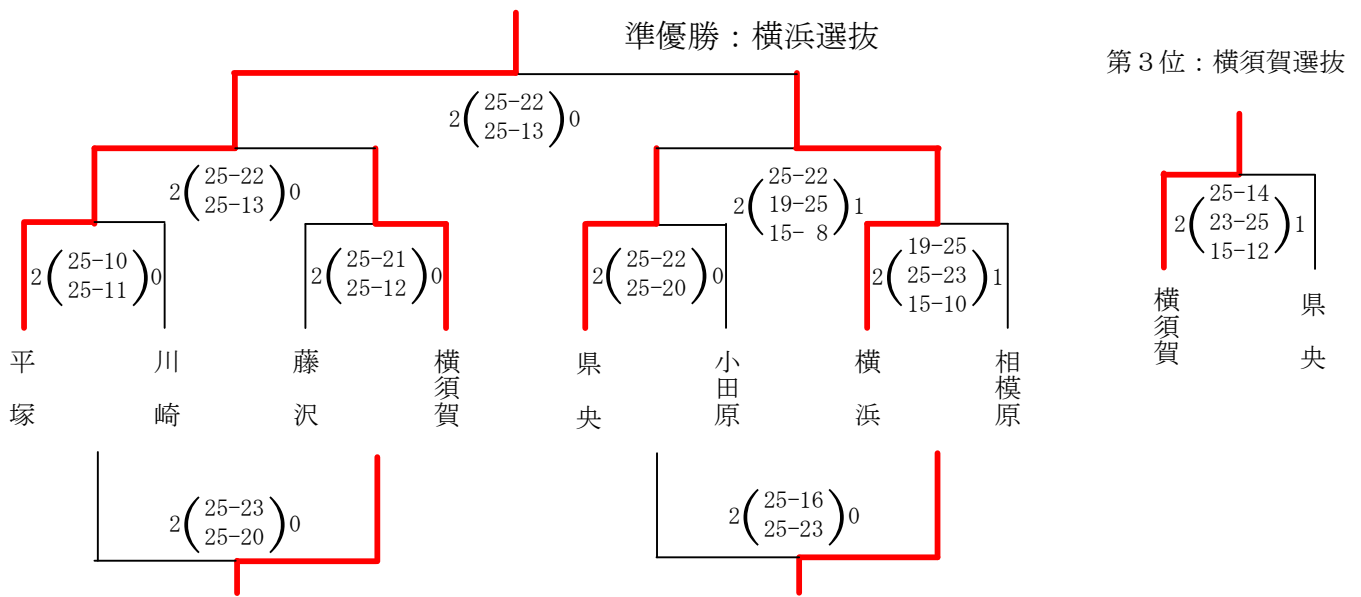 準優勝：横浜選抜
第３位：横須賀選抜
2(25-22 25-13)0
2(25-22 25-13)0
2(25-22 19-25 15- 8)1
2(25-14 23-25 15-12)1
2(25-10 25-11)0
2(25-21 25-12)0
2(25-22 25-20)0
2(19-25 25-23 15-10)1
横須賀
県央
平塚
川崎
藤沢
横須賀
県央
小田原
横浜
相模原
2(25-23 25-20)0
2(25-16 25-23)0